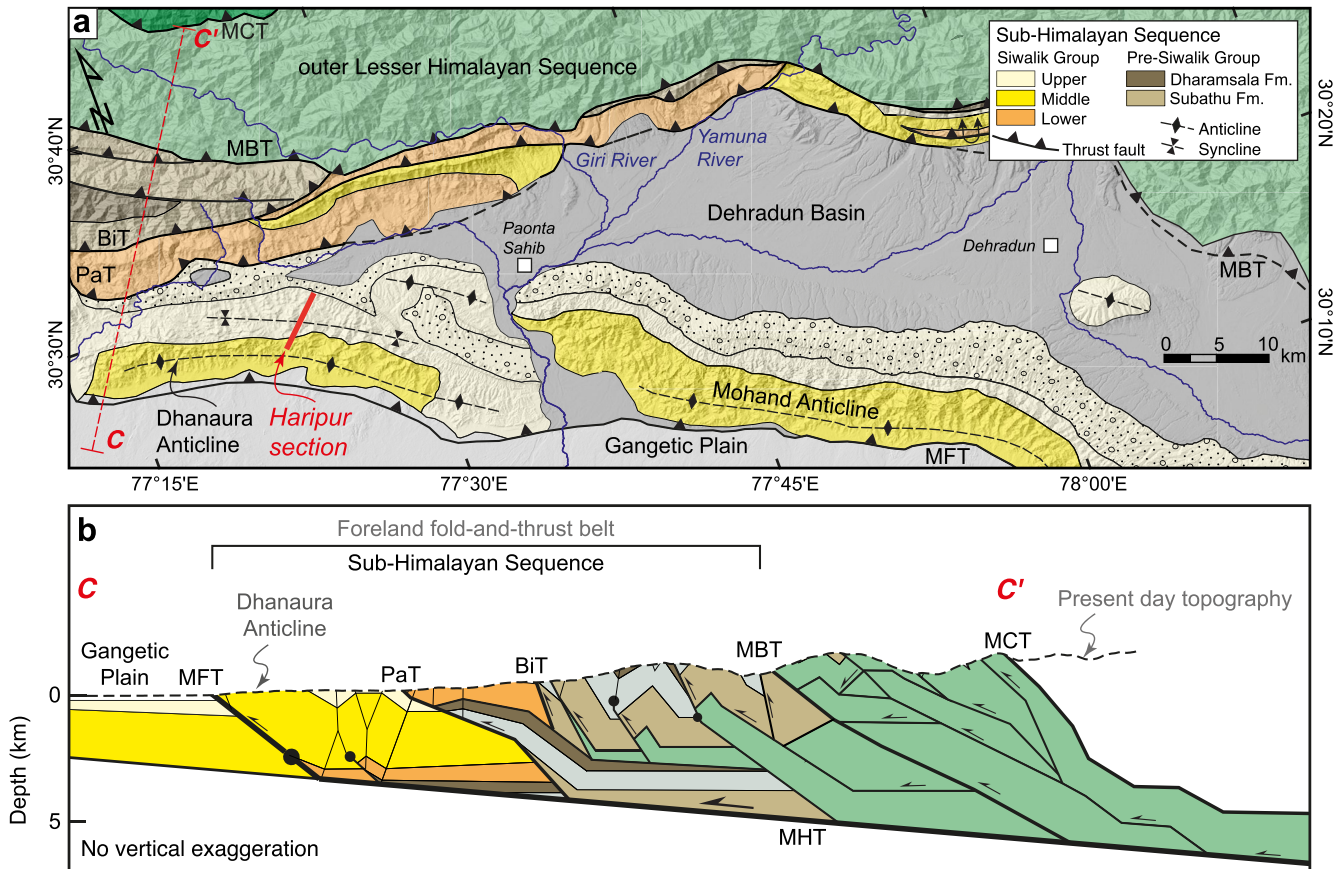 a
C'
MCT
outer Lesser Himalayan Sequence
Sub-Himalayan Sequence
Siwalik Group
Pre-Siwalik Group
Upper
Middle
Lower
Dharamsala Fm.
Subathu Fm.
Anticline
Syncline
Thrust fault
N
30°40'N
30°30'N
30°20'N
30°10'N
MBT
Giri River
Yamuna
River
Dehradun Basin
BiT
PaT
Paonta
Sahib
Dehradun
MBT
0 5 10
km
Dhanaura
Anticline
Haripur
section
Mohand Anticline
Gangetic Plain
MFT
C
77°15'E
77°30'E
77°45'E
78°00'E
b
Foreland fold-and-thrust belt
Sub-Himalayan Sequence
C
C'
Dhanaura
Anticline
Present day topography
Gangetic
Plain
MFT
PaT
BiT
MBT
MCT
0
5
Depth (km)
MHT
No vertical exaggeration